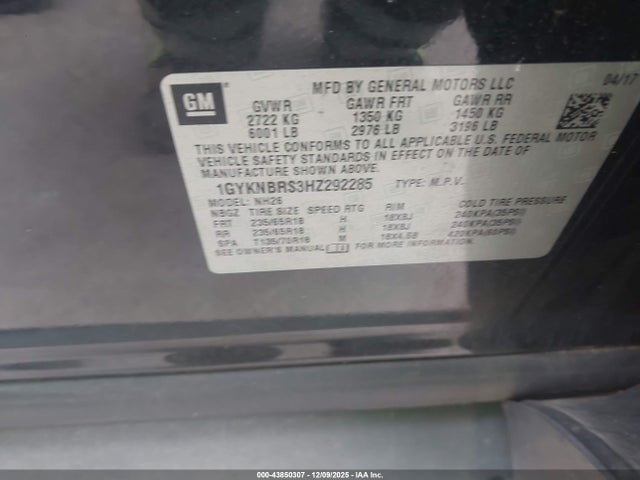 GM
MFD BY GENERAL MOTORS LLC 04/17
GVWR GAWR FRT GAWR RR
2722 KG 1350 KG 1450 KG
6001 LB 2976 LB 3196 LB
THIS VEHICLE CONFORMS TO ALL APPLICABLE U.S. FEDERAL MOTOR
VEHICLE SAFETY STANDARDS IN EFFECT ON THE DATE OF
MANUFACTURE SHOWN ABOVE.
1GYKNBRS3HZ292285 TYPE: M.P.V.
MODEL: NH26
NBGZ TIRE SIZE SPEED RTG RIM COLD TIRE PRESSURE
FRT 235/65R18 H 18X8J 240KPA(35PSI)
RR 235/65R18 H 18X8J 240KPA(35PSI)
SPA T135/70R18 M 18X4.5B 420KPA(60PSI)
SEE OWNER'S MANUAL FOR MORE INFORMATION.
000-43850307 - 12/09/2025 - IAA Inc.